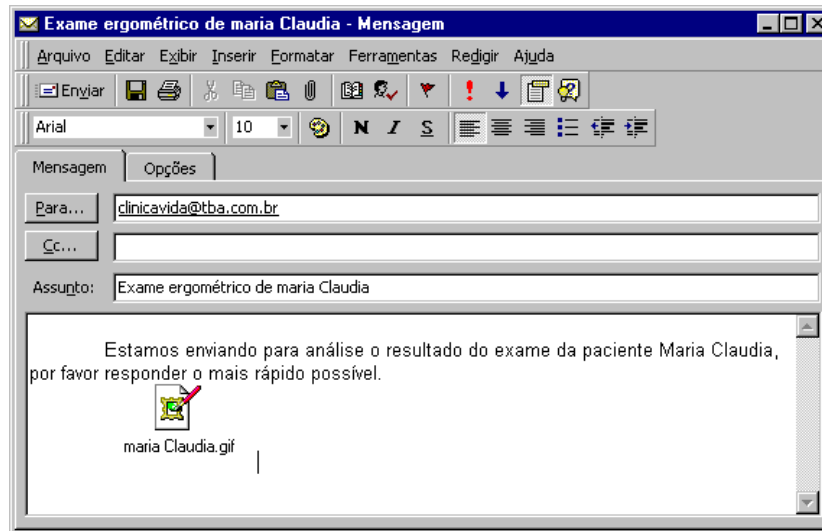 Exame ergométrico de maria Claudia - Mensagem
Arquivo Editar Exibir Inserir Formatar Ferramentas Redigir Ajuda
Enviar
Arial 10 N I S
Mensagem Opções
Para... clinicavida@tba.com.br
Cc...
Assunto: Exame ergométrico de maria Claudia
Estamos enviando para análise o resultado do exame da paciente Maria Claudia,
por favor responder o mais rápido possível.
maria Claudia.gif